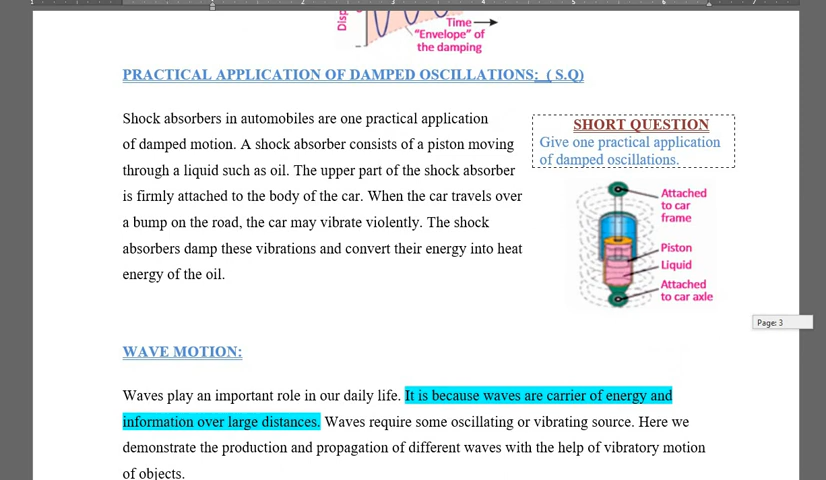 Disp
Time
"Envelope" of
the damping
PRACTICAL APPLICATION OF DAMPED OSCILLATIONS: ( S.Q)
Shock absorbers in automobiles are one practical application
of damped motion. A shock absorber consists of a piston moving
through a liquid such as oil. The upper part of the shock absorber
is firmly attached to the body of the car. When the car travels over
a bump on the road, the car may vibrate violently. The shock
absorbers damp these vibrations and convert their energy into heat
energy of the oil.
SHORT QUESTION
Give one practical application
of damped oscillations.
Attached
to car
frame
Piston
Liquid
Attached
to car axle
Page: 3
WAVE MOTION:
Waves play an important role in our daily life. It is because waves are carrier of energy and
information over large distances. Waves require some oscillating or vibrating source. Here we
demonstrate the production and propagation of different waves with the help of vibratory motion
of objects.